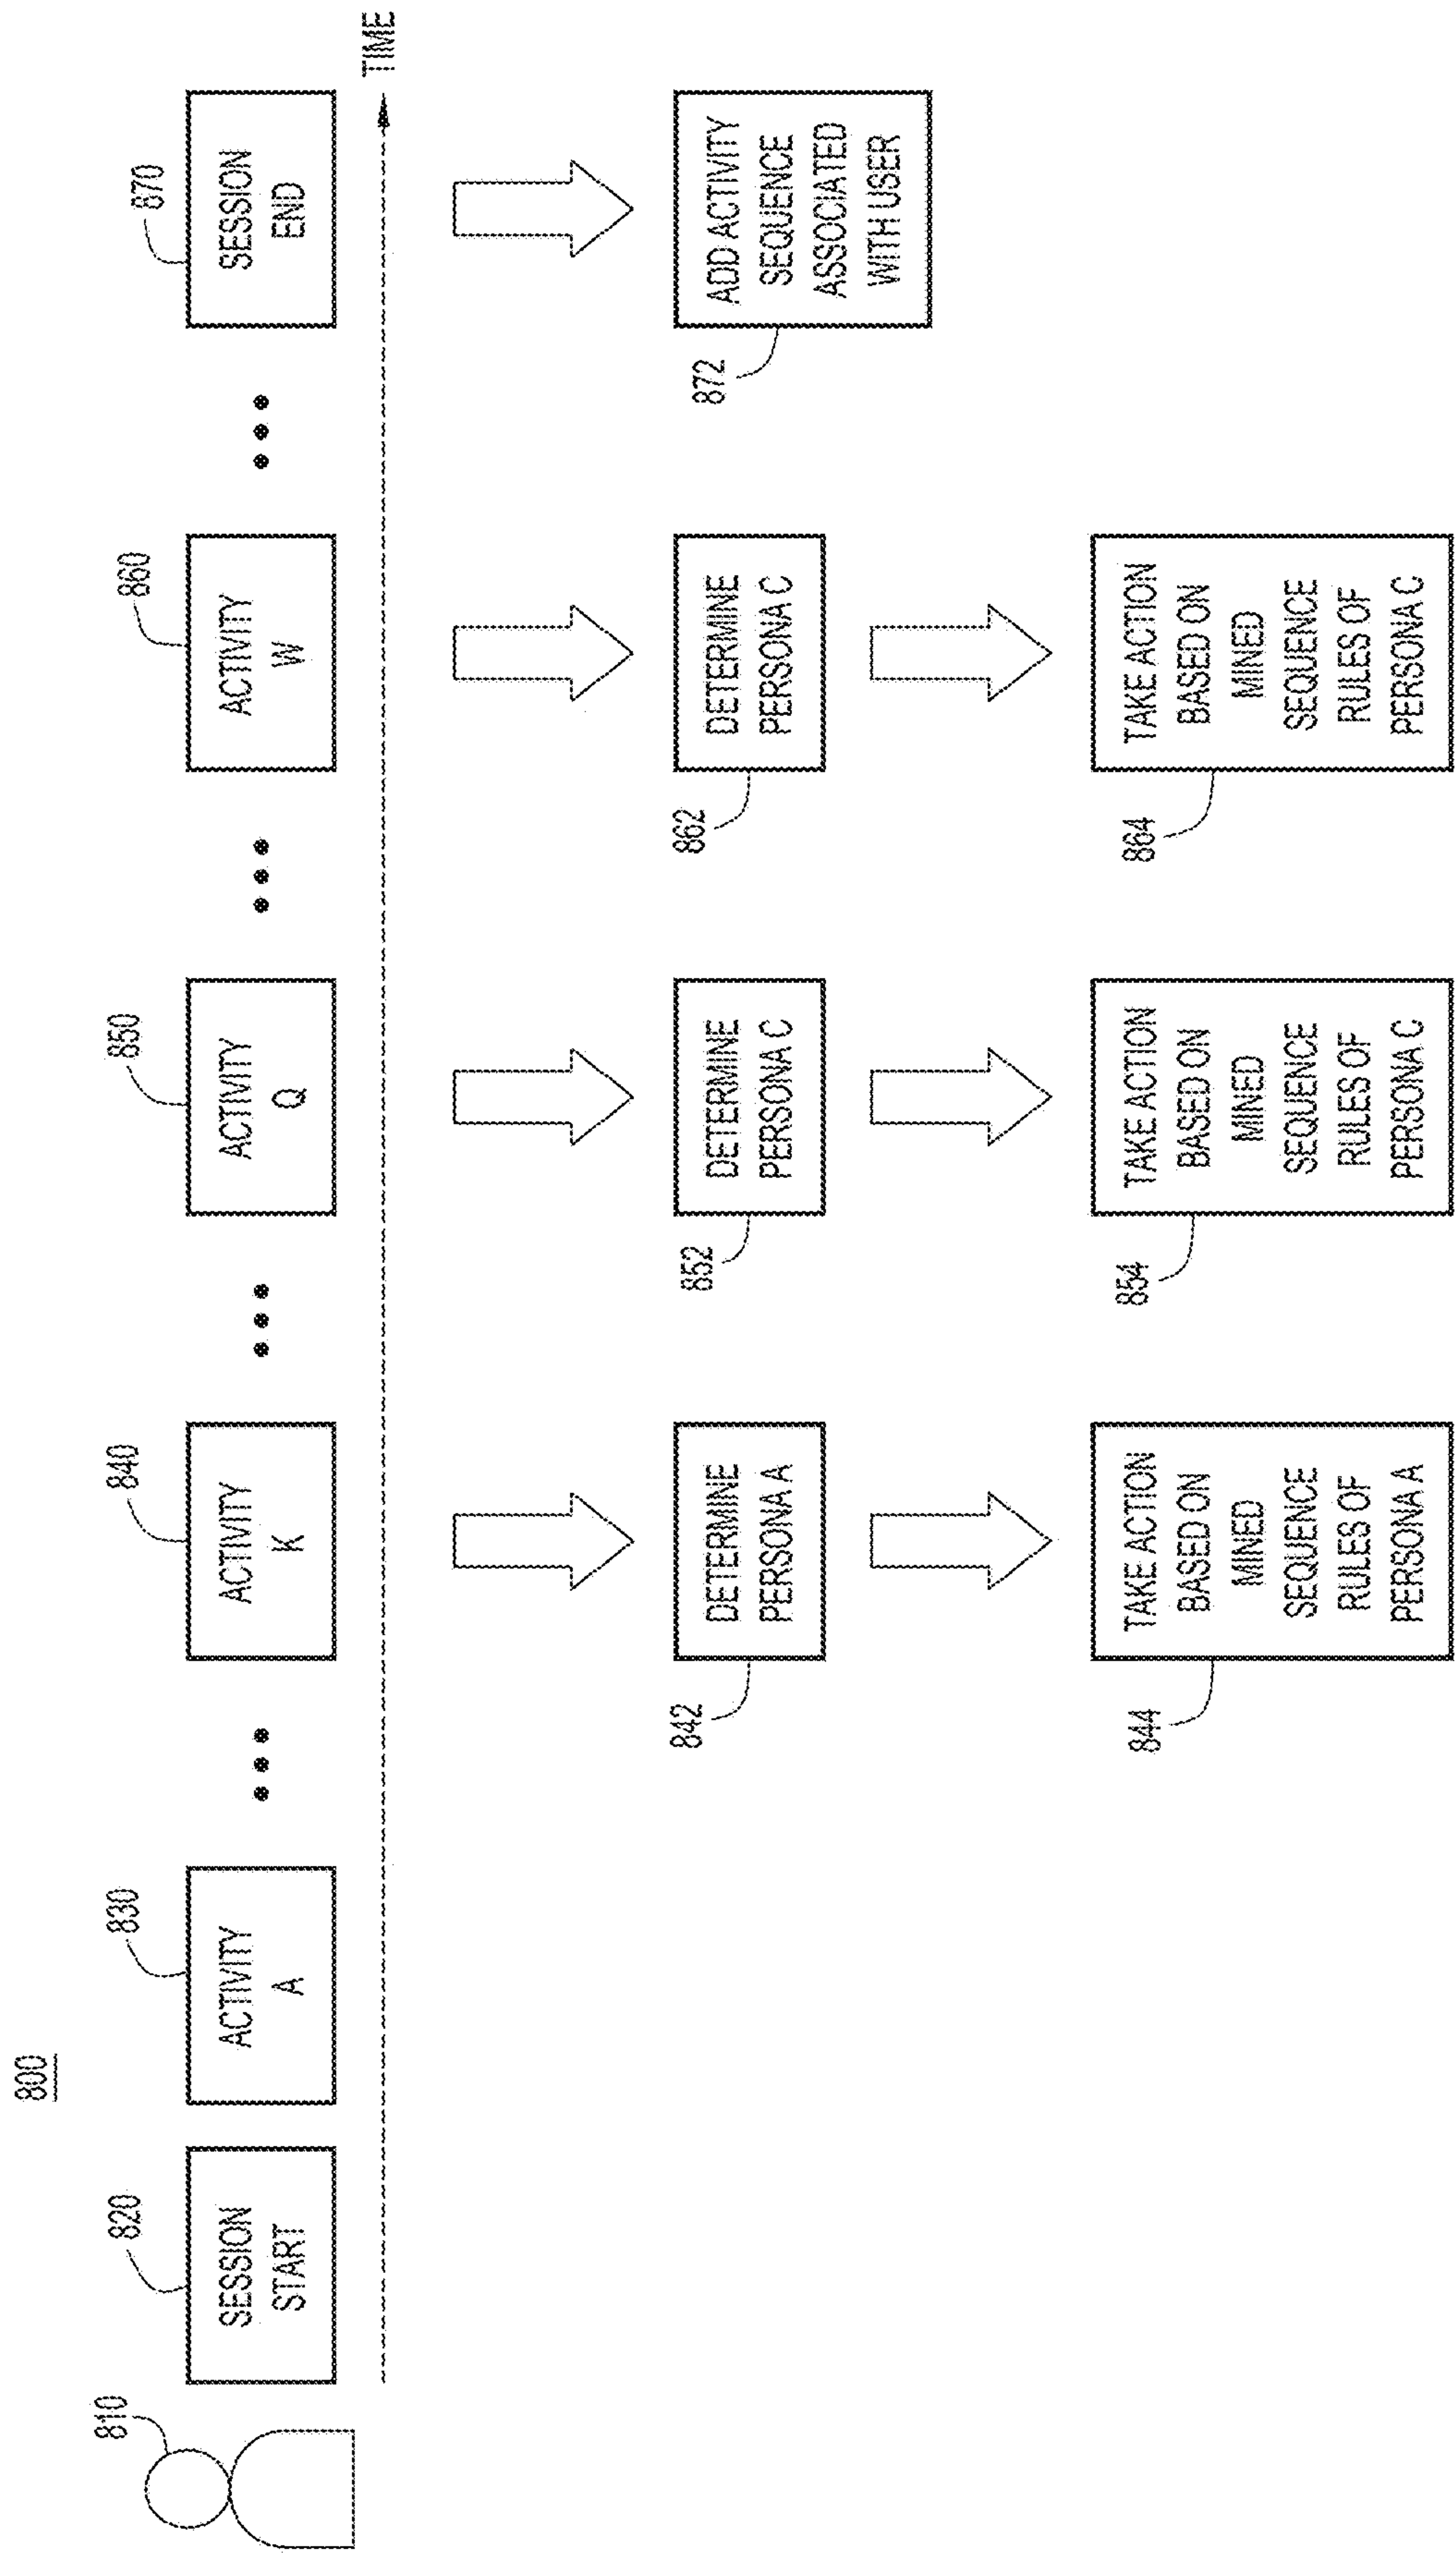 800
810
820
SESSION
START
830
ACTIVITY
A
840
ACTIVITY
K
850
ACTIVITY
Q
860
ACTIVITY
W
870
SESSION
END
TIME
842
DETERMINE
PERSONA A
852
DETERMINE
PERSONA C
862
DETERMINE
PERSONA C
872
ADD ACTIVITY
SEQUENCE
ASSOCIATED
WITH USER
844
TAKE ACTION
BASED ON
MINED
SEQUENCE
RULES OF
PERSONA A
854
TAKE ACTION
BASED ON
MINED
SEQUENCE
RULES OF
PERSONA C
864
TAKE ACTION
BASED ON
MINED
SEQUENCE
RULES OF
PERSONA C